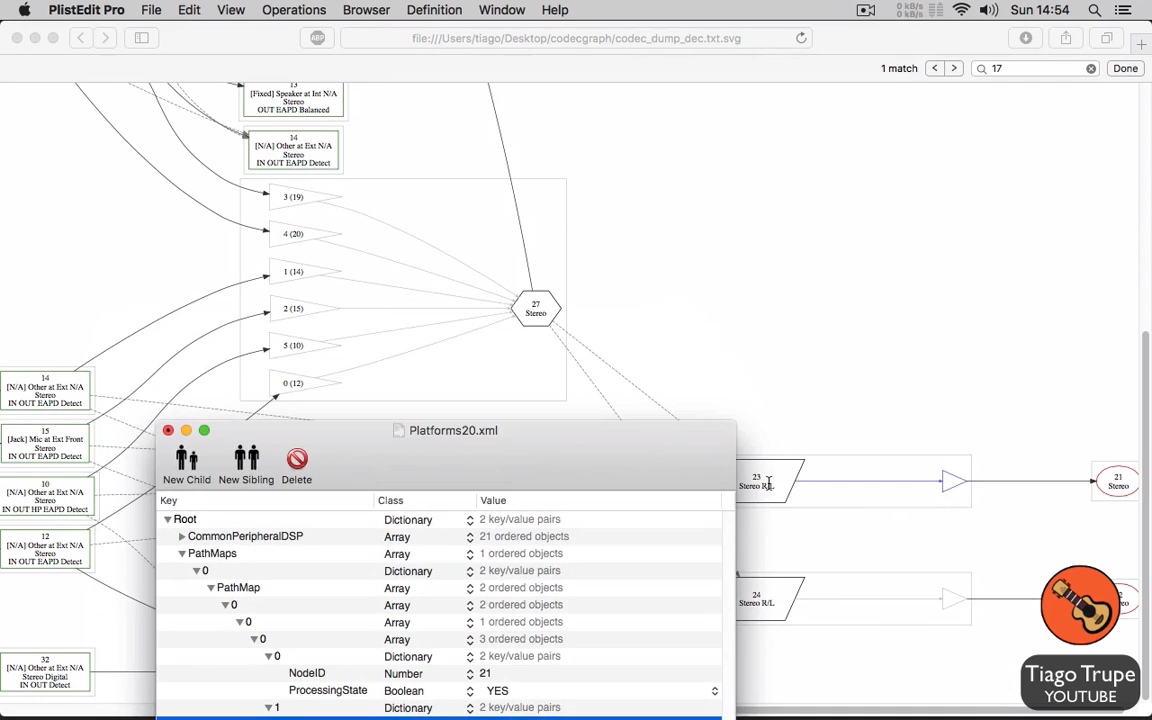 PlistEdit Pro File Edit View Operations Browser Definition Window Help
0 kB/s
0 kB/s
Sun 14:54
ABP
file:///Users/tiago/Desktop/codecgraph/codec_dump_dec.txt.svg
1 match
17
Done
13
[Fixed] Speaker at Int N/A
Stereo
OUT EAPD Balanced
14
[N/A] Other at Ext N/A
Stereo
IN OUT EAPD Detect
3 (19)
4 (20)
1 (14)
2 (15)
5 (10)
0 (12)
27
Stereo
14
[N/A] Other at Ext N/A
Stereo
IN OUT EAPD Detect
15
[Jack] Mic at Ext Front
Stereo
IN OUT EAPD Detect
10
[N/A] Other at Ext N/A
Stereo
IN OUT HP EAPD Detect
12
[N/A] Other at Ext N/A
Stereo
IN OUT EAPD Detect
32
[N/A] Other at Ext N/A
Stereo Digital
IN OUT Detect
23
Stereo R/L
21
Stereo
24
Stereo R/L
Platforms20.xml
New Child New Sibling Delete
Key Class Value
Root Dictionary 2 key/value pairs
CommonPeripheralDSP Array 21 ordered objects
PathMaps Array 1 ordered objects
0 Dictionary 2 key/value pairs
PathMap Array 2 ordered objects
0 Array 2 ordered objects
0 Array 1 ordered objects
0 Array 3 ordered objects
0 Dictionary 2 key/value pairs
NodeID Number 21
ProcessingState Boolean YES
1 Dictionary 2 key/value pairs
Tiago Trupe
YOUTUBE